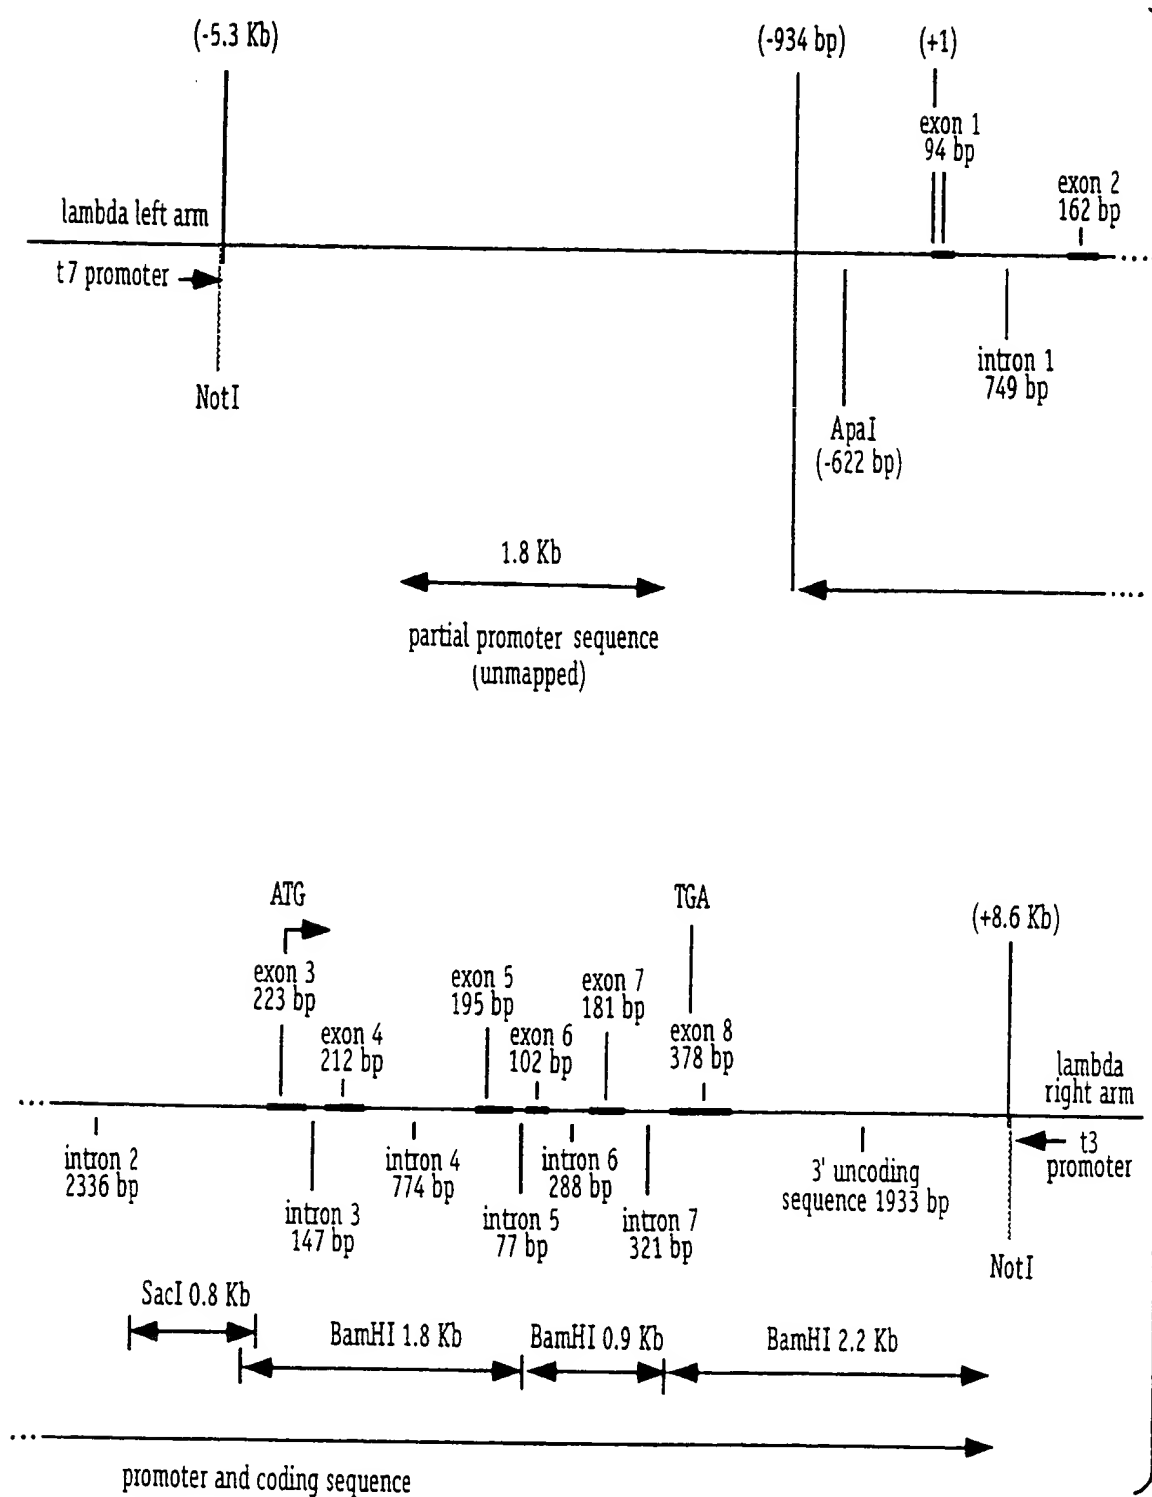 (-5.3 Kb)
(-934 bp)
(+1)
exon 1
94 bp
exon 2
162 bp
lambda left arm
t7 promoter
NotI
intron 1
749 bp
ApaI
(-622 bp)
1.8 Kb
partial promoter sequence
(unmapped)
ATG
TGA
(+8.6 Kb)
exon 3
223 bp
exon 4
212 bp
exon 5
195 bp
exon 6
102 bp
exon 7
181 bp
exon 8
378 bp
lambda
right arm
t3
promoter
intron 2
2336 bp
intron 3
147 bp
intron 4
774 bp
intron 5
77 bp
intron 6
288 bp
intron 7
321 bp
3' uncoding
sequence 1933 bp
NotI
SacI 0.8 Kb
BamHI 1.8 Kb
BamHI 0.9 Kb
BamHI 2.2 Kb
promoter and coding sequence